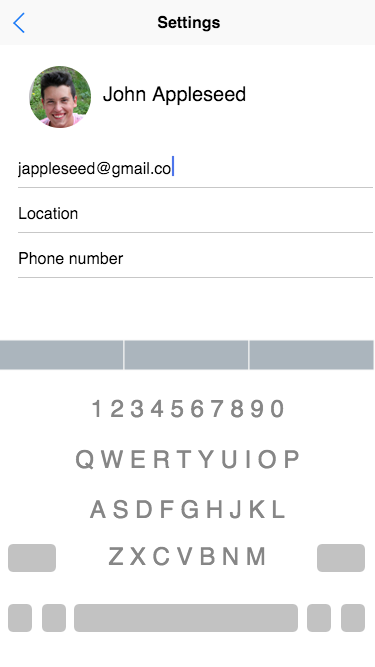 Settings
John Appleseed
jappleseed@gmail.co
Location
Phone number
1 2 3 4 5 6 7 8 9 0
Q W E R T Y U I O P
A S D F G H J K L
Z X C V B N M